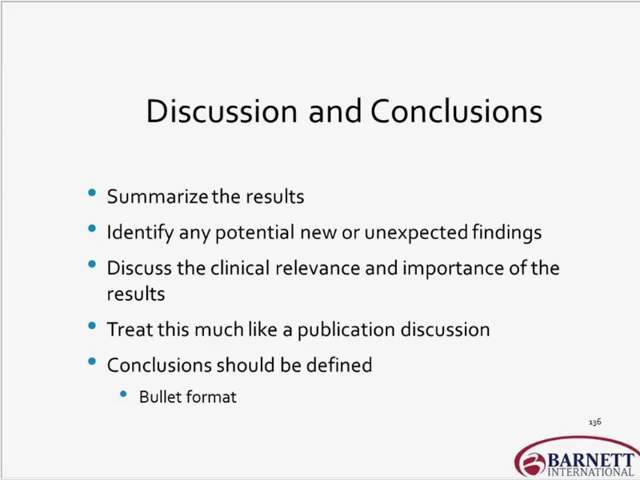 Discussion and Conclusions
• Summarize the results
• Identify any potential new or unexpected findings
• Discuss the clinical relevance and importance of the
results
• Treat this much like a publication discussion
• Conclusions should be defined
• Bullet format
136
BARNETT
INTERNATIONAL